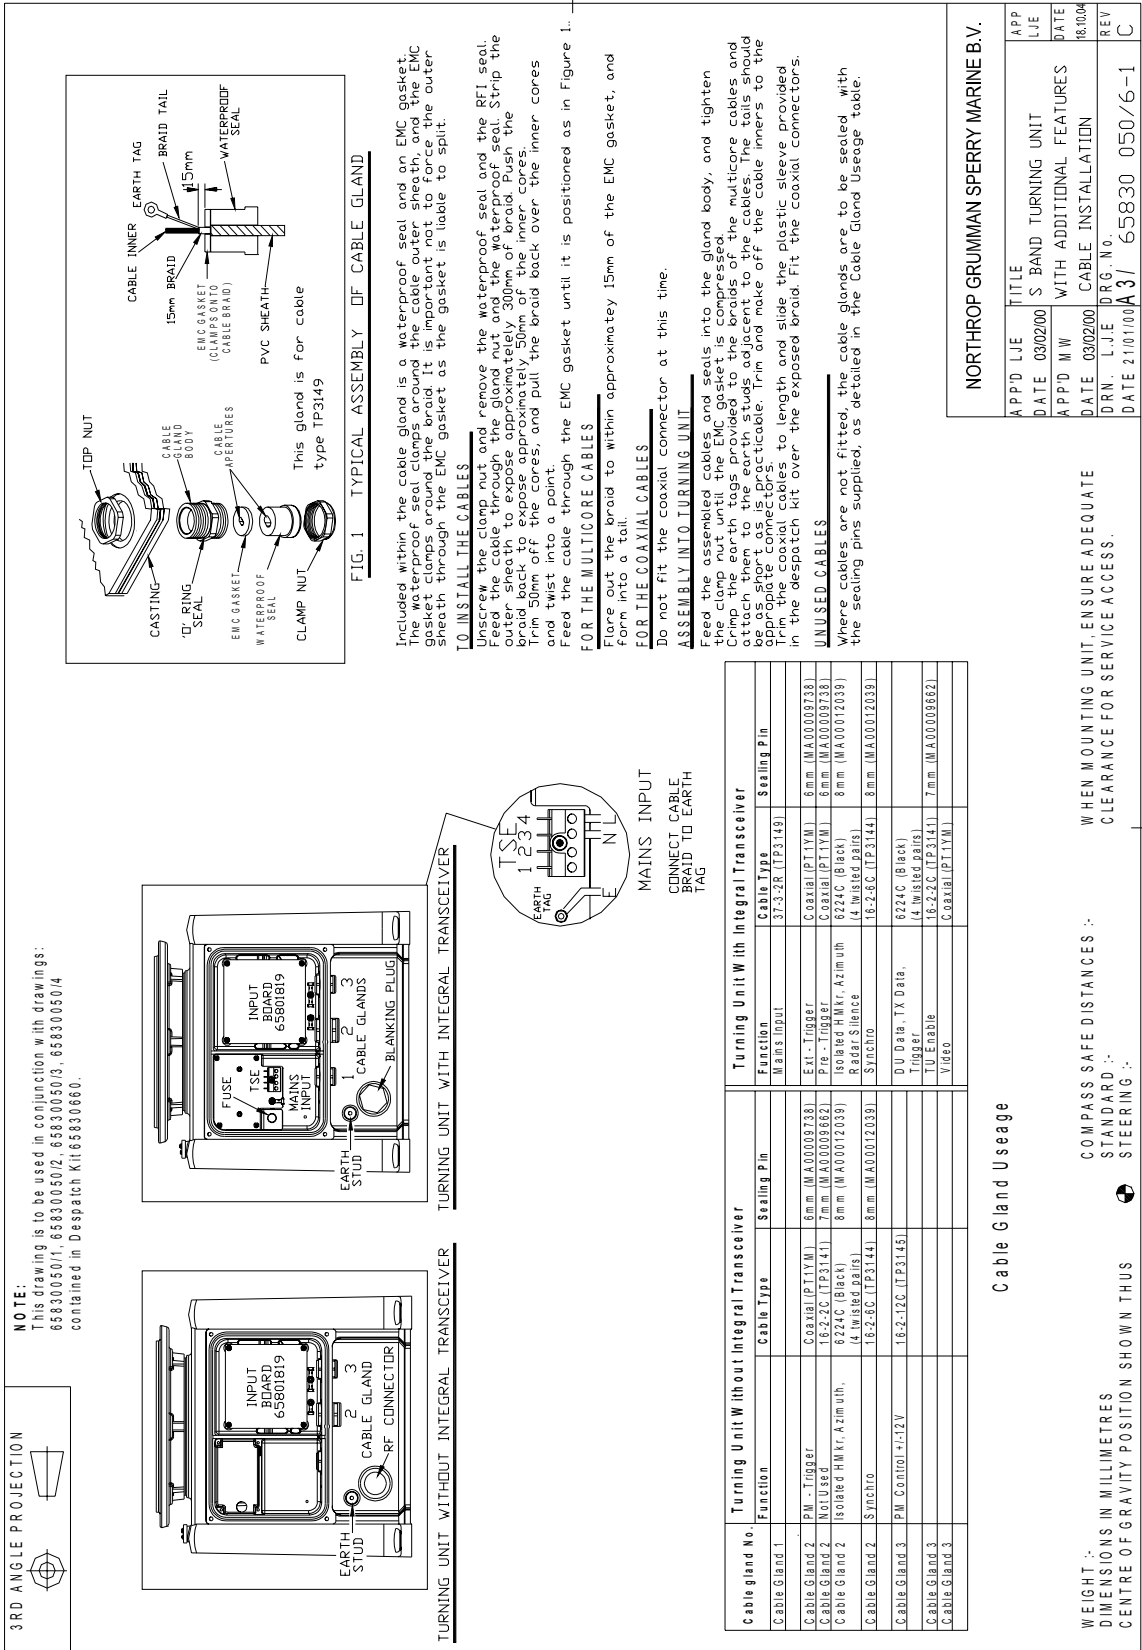 3RD ANGLE PROJECTION
NOTE:
This drawing is to be used in conjunction with drawings:
65830050/1, 65830050/2, 65830050/3, 65830050/4
contained in Despatch Kit 65830660.
INPUT
BOARD
65801819
2
3
CABLE GLAND
RF CONNECTOR
EARTH
STUD
TURNING UNIT WITHOUT INTEGRAL TRANSCEIVER
FUSE
TSE
MAINS
INPUT
INPUT
BOARD
65801819
1
2
3
CABLE GLANDS
BLANKING PLUG
EARTH
STUD
TURNING UNIT WITH INTEGRAL TRANSCEIVER
TSE
1 2 3 4
EARTH
TAG
E
N
L
MAINS INPUT
CONNECT CABLE
BRAID TO EARTH
TAG
TOP NUT
CASTING
CABLE
GLAND
BODY
'O' RING
SEAL
CABLE
APERTURES
EMC GASKET
WATERPROOF
SEAL
CLAMP NUT
This gland is for cable
type TP3149
CABLE INNER
EARTH TAG
BRAID TAIL
15mm BRAID
15mm
EMC GASKET
(CLAMPS ONTO
CABLE BRAID)
WATERPROOF
SEAL
PVC SHEATH
FIG. 1 TYPICAL ASSEMBLY OF CABLE GLAND
Included within the cable gland is a waterproof seal and an EMC gasket.
The waterproof seal clamps around the cable outer sheath, and the EMC
gasket clamps around the braid. It is important not to force the outer
sheath through the EMC gasket as the gasket is liable to split.
TO INSTALL THE CABLES
Unscrew the clamp nut and remove the waterproof seal and the RFI seal.
Feed the cable through the gland nut and the waterproof seal. Strip the
outer sheath to expose approximately 300mm of braid. Push the
braid back to expose approximately 50mm of the inner cores.
Trim 50mm off the cores, and pull the braid back over the inner cores
and twist into a point.
Feed the cable through the EMC gasket until it is positioned as in Figure 1..
FOR THE MULTICORE CABLES
Flare out the braid to within approximatey 15mm of the EMC gasket, and
form into a tail.
FOR THE COAXIAL CABLES
Do not fit the coaxial connector at this time.
ASSEMBLY INTO TURNING UNIT
Feed the assembled cables and seals into the gland body, and tighten
the clamp nut until the EMC gasket is compressed.
Crimp the earth tags provided to the braids of the multicore cables and
attach them to the earth studs adjacent to the cables. The tails should
be as short as is practicable. Trim and make off the cable inners to the
appropiate connectors.
Trim the coaxial cables to length and slide the plastic sleeve provided
in the despatch kit over the exposed braid. Fit the coaxial connectors.
UNUSED CABLES
Where cables are not fitted, the cable glands are to be sealed with
the sealing pins supplied, as detailed in the Cable Gland Useage table.
Cable gland No. Turning Unit Without Integral Transceiver Turning Unit With Integral Transceiver
Function Cable Type Sealing Pin Function Cable Type Sealing Pin
Cable Gland 1 Mains Input 37-3-2R (TP3149)
Cable Gland 2 PM - Trigger Coaxial (PT1YM) 6mm (MA00009738) Ext - Trigger Coaxial (PT1YM) 6mm (MA00009738)
Cable Gland 2 Not Used 16-2-2C (TP3141) 7mm (MA00009662) Pre - Trigger Coaxial (PT1YM) 6mm (MA00009738)
Cable Gland 2 Isolated HMkr, Azimuth, 6224C (Black) 8mm (MA00012039) Isolated HMkr, Azimuth 6224C (Black) 8mm (MA00012039)
(4 twisted pairs) Radar Silence (4 twisted pairs)
Cable Gland 2 Synchro 16-2-6C (TP3144) 8mm (MA00012039) Synchro 16-2-6C (TP3144) 8mm (MA00012039)
Cable Gland 3 PM Control +/-12V 16-2-12C (TP3145) DU Data, TX Data, 6224C (Black)
Trigger (4 twisted pairs)
Cable Gland 3 TU Enable 16-2-2C (TP3141) 7mm (MA00009662)
Cable Gland 3 Video Coaxial (PT1YM)
Cable Gland Useage
WEIGHT :-
DIMENSIONS IN MILLIMETRES
CENTRE OF GRAVITY POSITION SHOWN THUS
COMPASS SAFE DISTANCES :-
STANDARD :-
STEERING :-
WHEN MOUNTING UNIT, ENSURE ADEQUATE
CLEARANCE FOR SERVICE ACCESS.
NORTHROP GRUMMAN SPERRY MARINE B.V.
APP'D LJE
DATE 03/02/00
APP'D MW
DATE 03/02/00
DRN. L.J.E
DATE 21/01/00
TITLE
S BAND TURNING UNIT
WITH ADDITIONAL FEATURES
CABLE INSTALLATION
DRG. No.
A3/ 65830 050/6-1
APP
LJE
DATE
18.10.04
REV
C